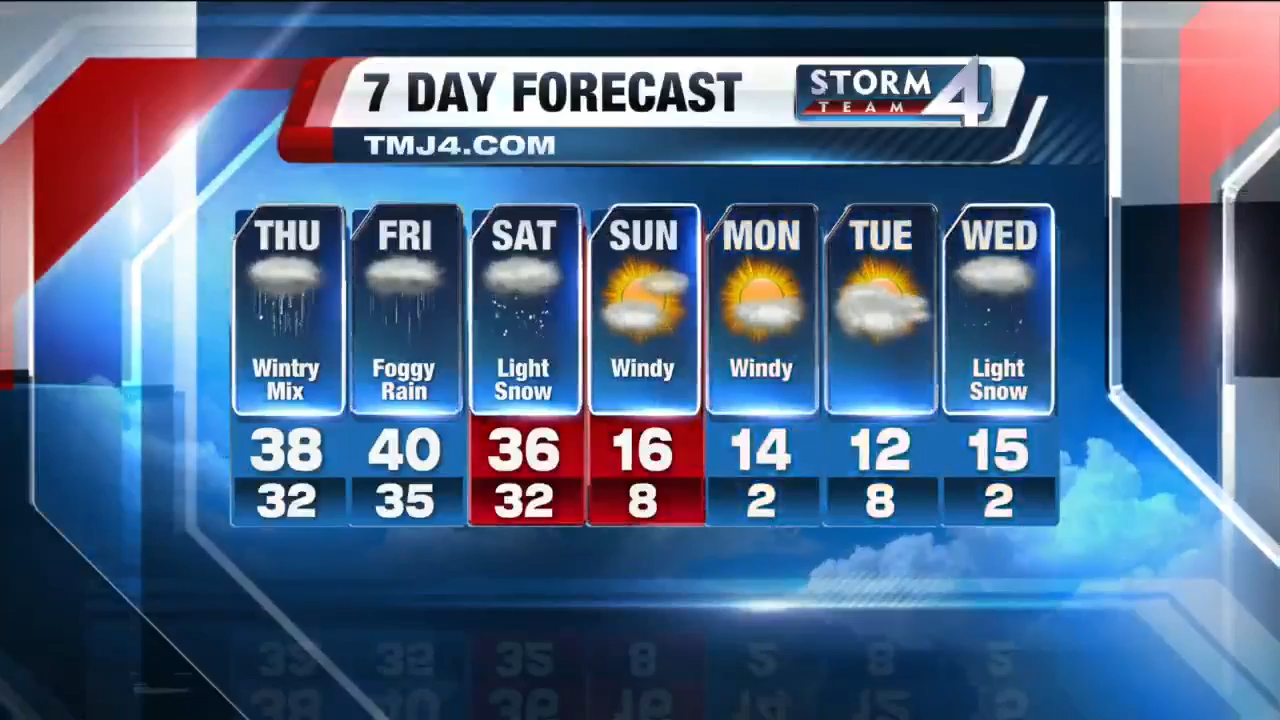 7 DAY FORECAST
STORM 4
TEAM
TMJ4.COM
THU FRI SAT SUN MON TUE WED
Wintry Mix
Foggy Rain
Light Snow
Windy
Windy
Light Snow
38 40 36 16 14 12 15
32 35 32 8 2 8 2